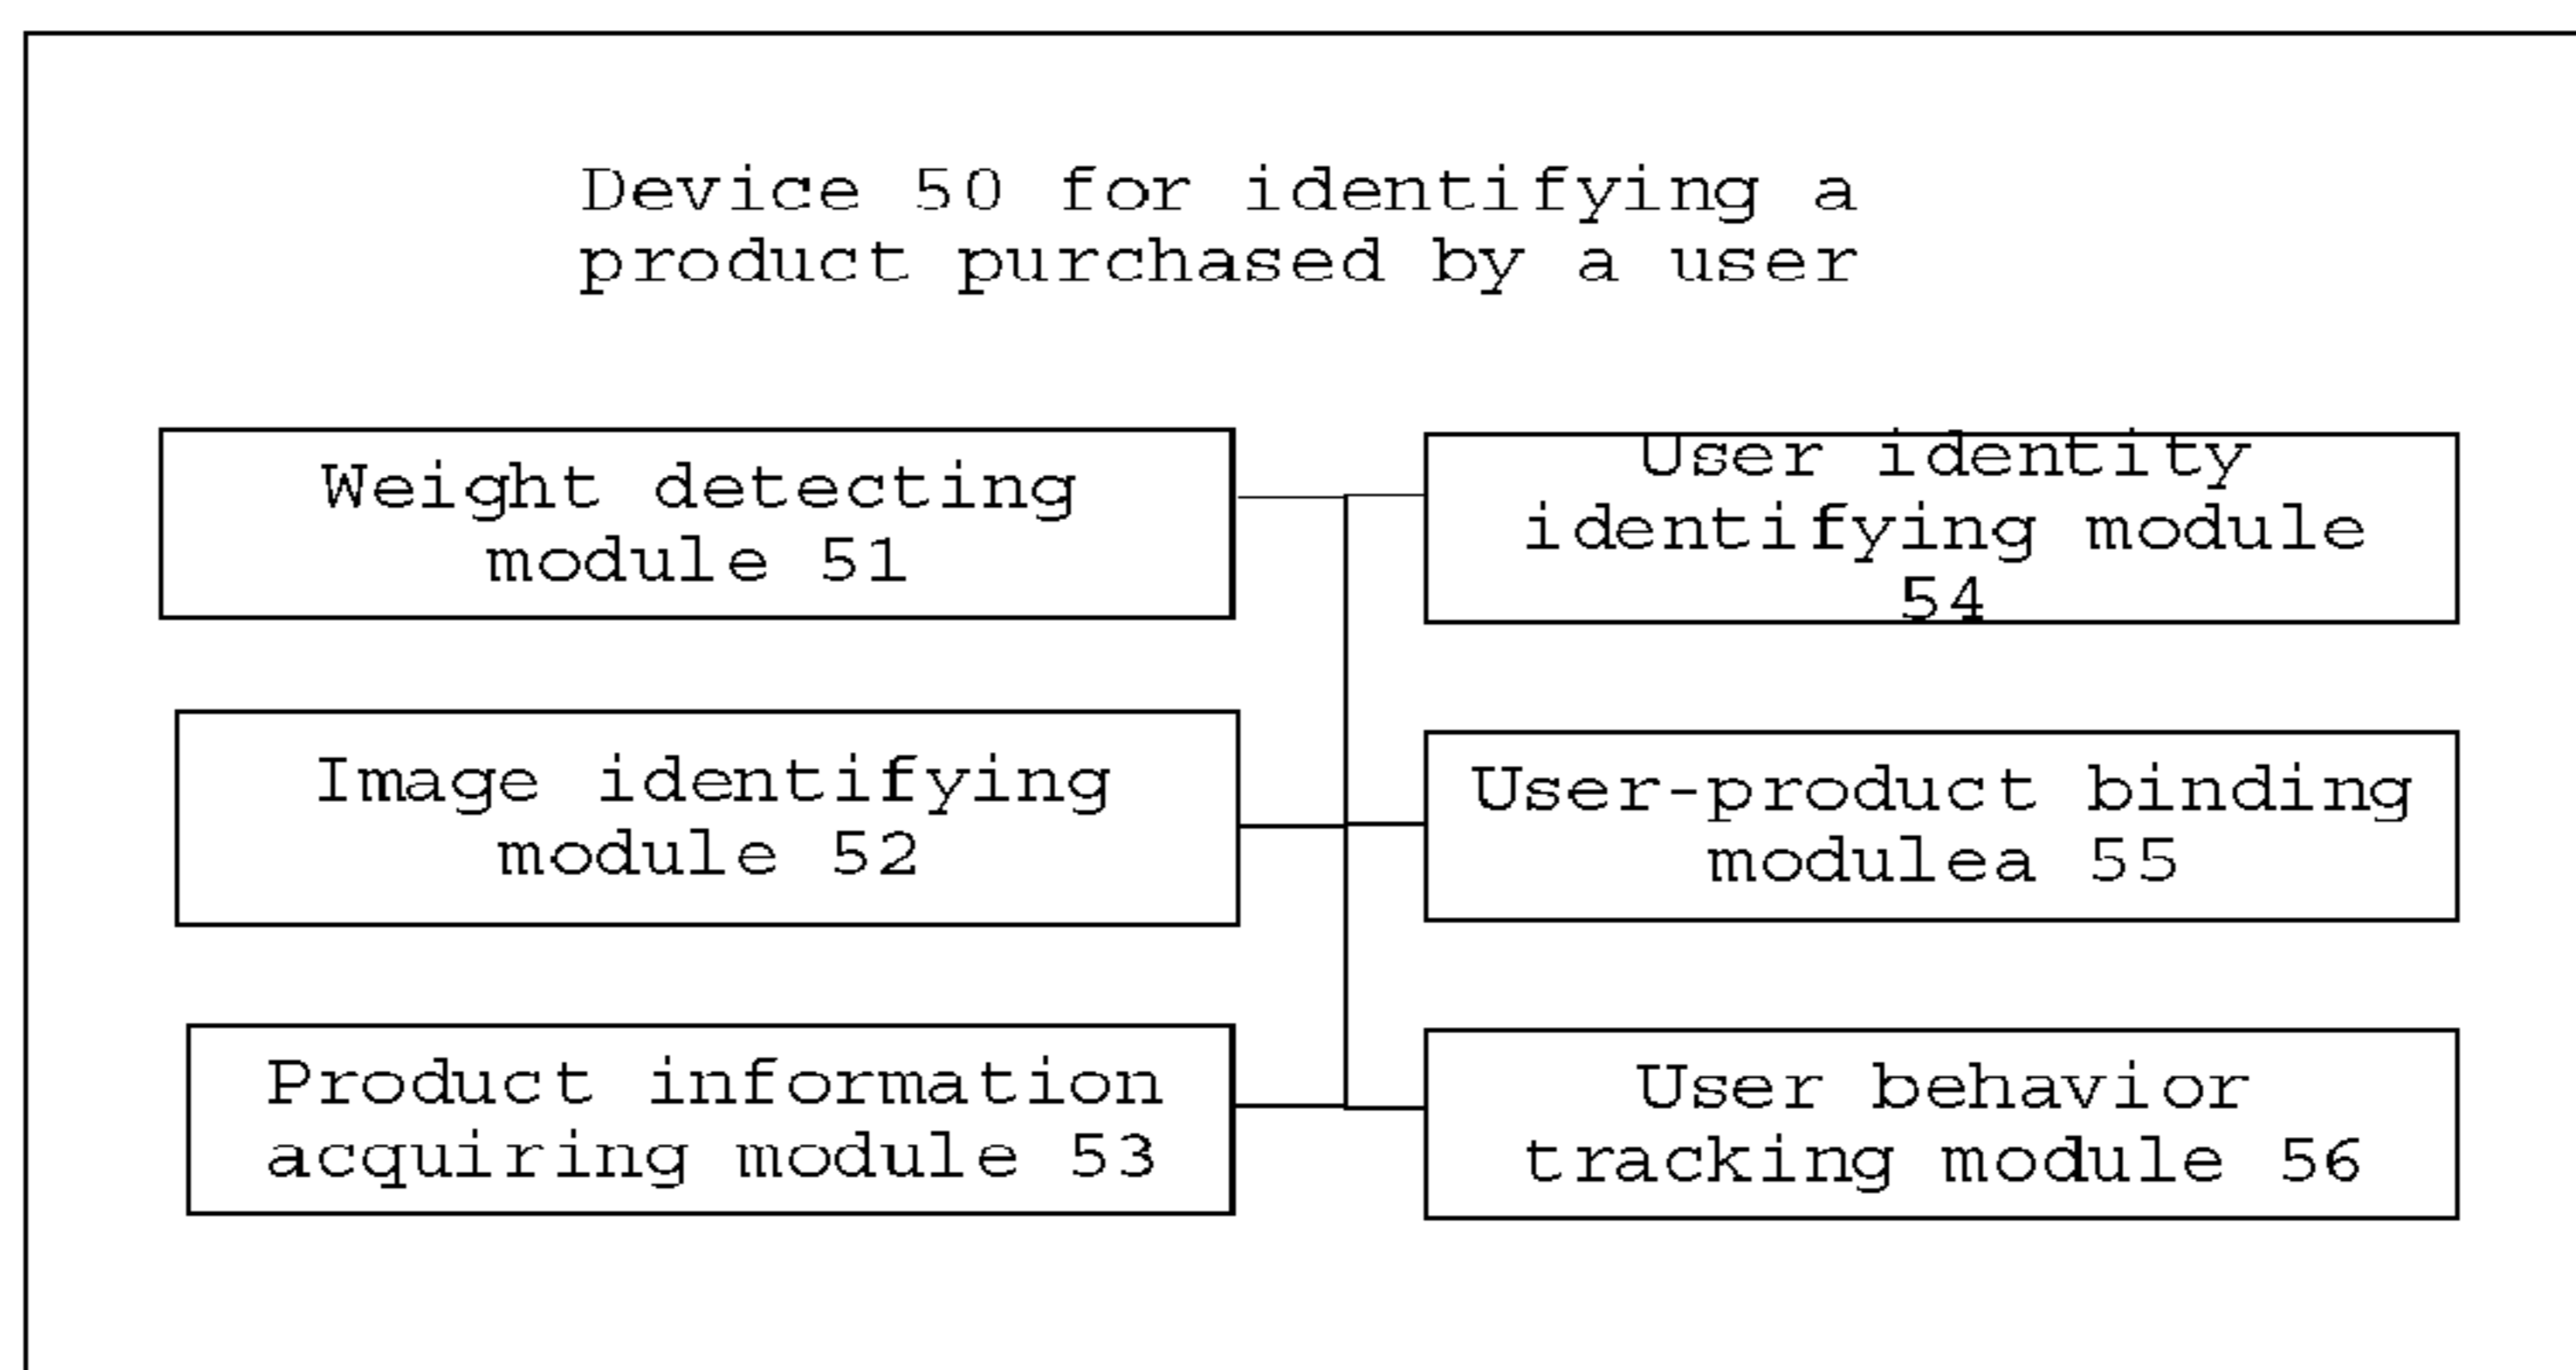 Device 50 for identifying a
product purchased by a user
Weight detecting
module 51
User identity
identifying module
54
Image identifying
module 52
User-product binding
modulea 55
Product information
acquiring module 53
User behavior
tracking module 56